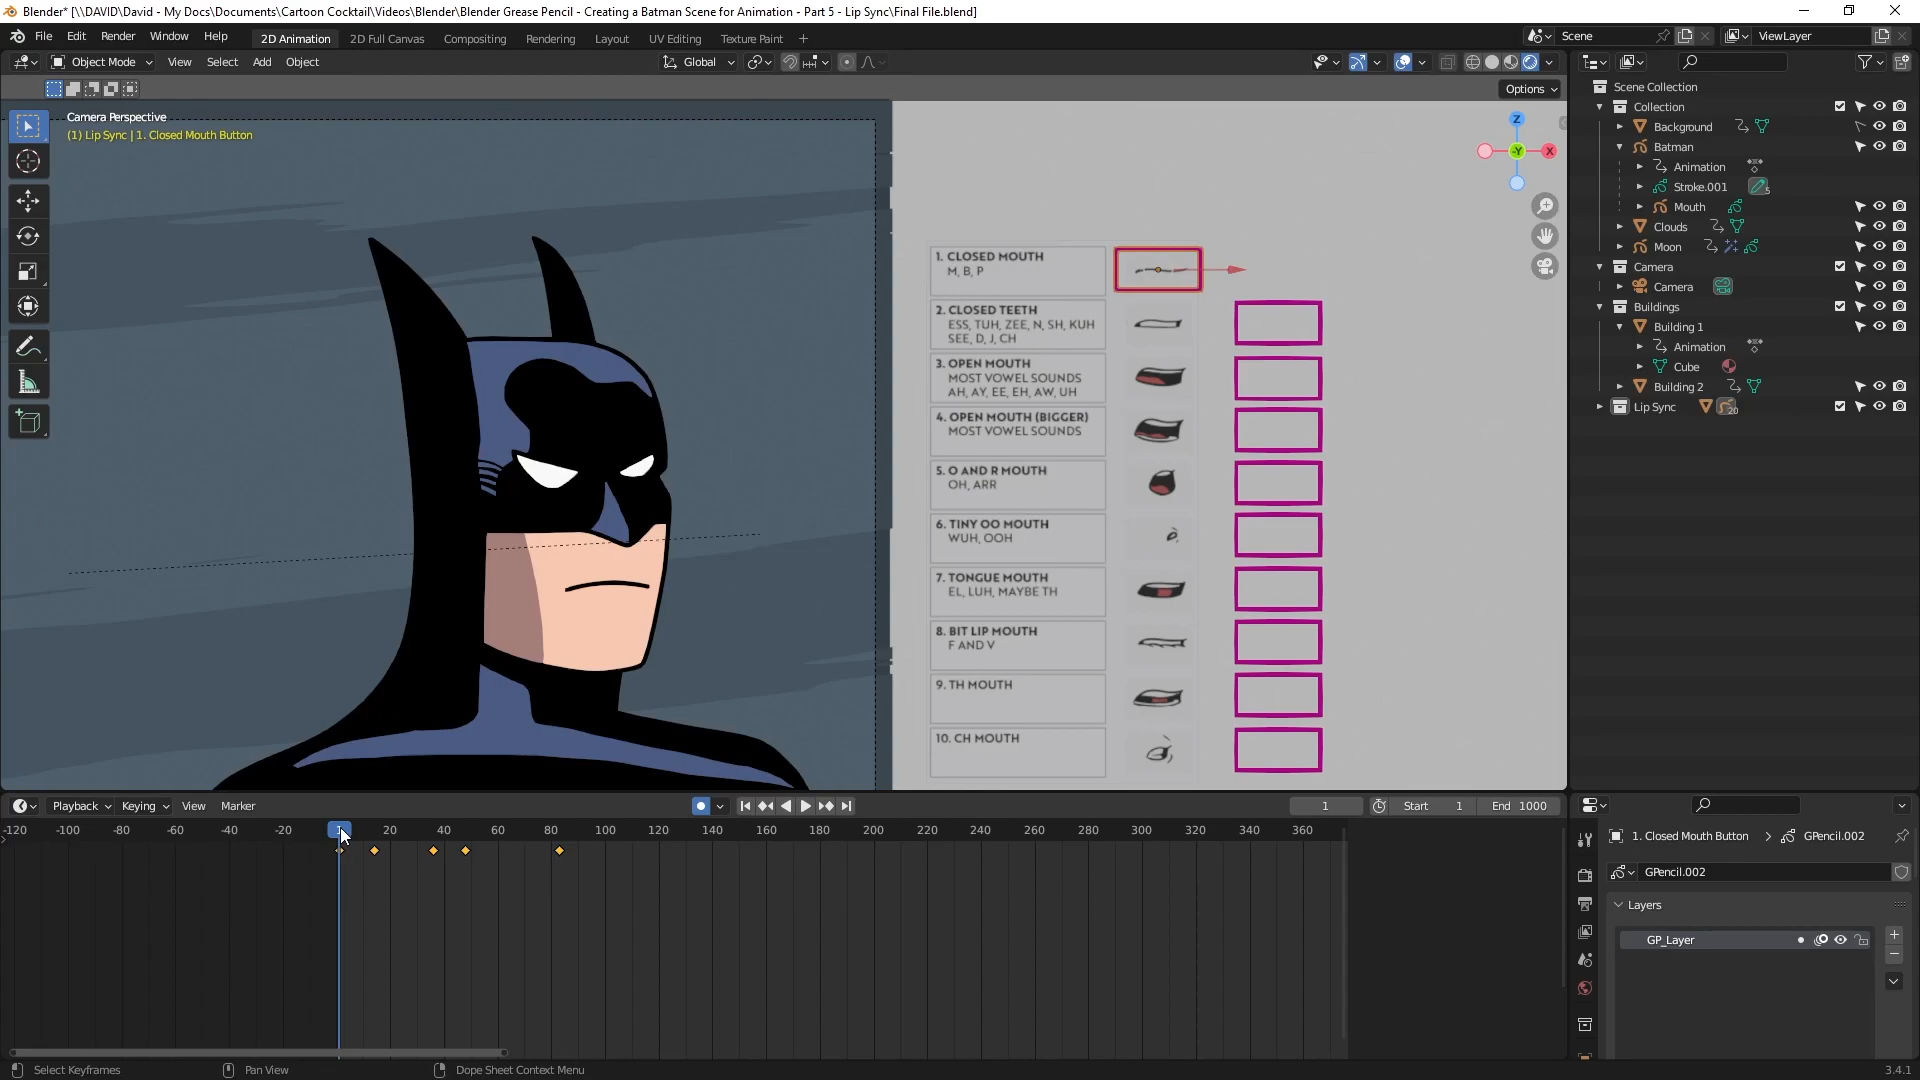 Blender* [\\DAVID\David - My Docs\Documents\Cartoon Cocktail\Videos\Blender\Blender Grease Pencil - Creating a Batman Scene for Animation - Part 5 - Lip Sync\Final File.blend]
File Edit Render Window Help 2D Animation 2D Full Canvas Compositing Rendering Layout UV Editing Texture Paint + Scene ViewLayer
Object Mode View Select Add Object Global
Options
Camera Perspective
(1) Lip Sync | 1. Closed Mouth Button
Z
-Y
X
1. CLOSED MOUTH
M, B, P
2. CLOSED TEETH
ESS, TUH, ZEE, N, SH, KUH
SEE, D, J, CH
3. OPEN MOUTH
MOST VOWEL SOUNDS
AH, AY, EE, EH, AW, UH
4. OPEN MOUTH (BIGGER)
MOST VOWEL SOUNDS
5. O AND R MOUTH
OH, ARR
6. TINY OO MOUTH
WUH, OOH
7. TONGUE MOUTH
EL, LUH, MAYBE TH
8. BIT LIP MOUTH
F AND V
9. TH MOUTH
10. CH MOUTH
Scene Collection
Collection
Background
Batman
Animation
Stroke.001 5
Mouth
Clouds
Moon
Camera
Camera
Buildings
Building 1
Animation
Cube
Building 2
Lip Sync 20
Playback Keying View Marker 1 Start 1 End 1000
-120 -100 -80 -60 -40 -20 1 20 40 60 80 100 120 140 160 180 200 220 240 260 280 300 320 340 360
1. Closed Mouth Button > GPencil.002
GPencil.002
Layers
GP_Layer
Select Keyframes Pan View Dope Sheet Context Menu 3.4.1